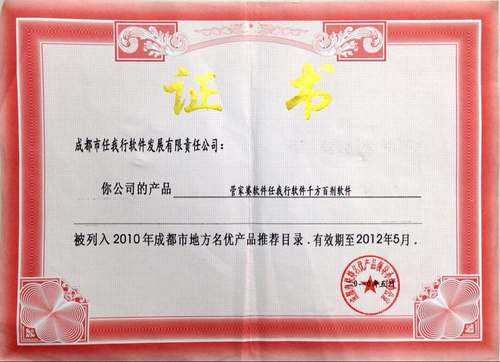 证书
成都市任我行软件发展有限责任公司：
你公司的产品 管家婆软件任我行软件千方百剂软件
被列入2010年成都市地方名优产品推荐目录.有效期至2012年5月.